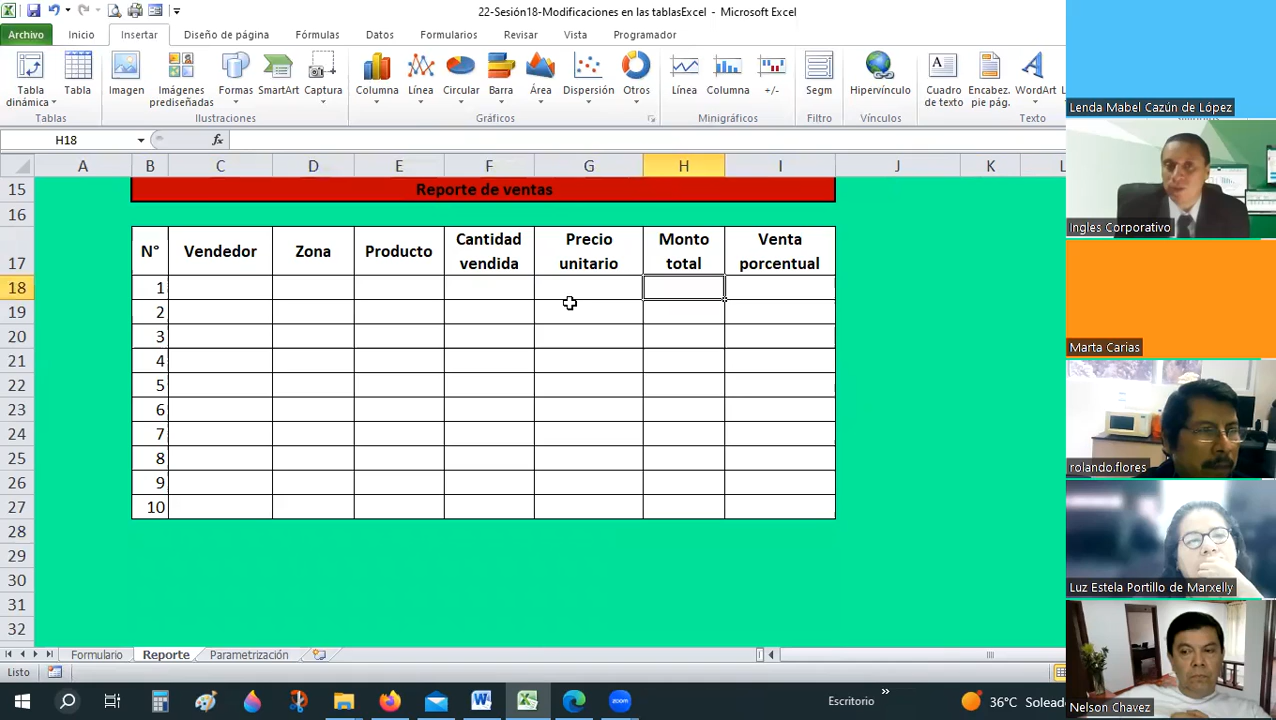 22-Sesión18-Modificaciones en las tablasExcel - Microsoft Excel
Archivo Inicio Insertar Diseño de página Fórmulas Datos Formularios Revisar Vista Programador
Tabla dinámica
Tabla
Imagen
Imágenes prediseñadas
Formas
SmartArt
Captura
Columna
Línea
Circular
Barra
Área
Dispersión
Otros
Línea
Columna
+/-
Segm
Hipervínculo
Cuadro de texto
Encabez. pie pág.
WordArt
Tablas Ilustraciones Gráficos Minigráficos Filtro Vínculos Texto
H18 fx
A B C D E F G H I J K L
15 Reporte de ventas
16
17 N° Vendedor Zona Producto Cantidad vendida Precio unitario Monto total Venta porcentual
18 1
19 2
20 3
21 4
22 5
23 6
24 7
25 8
26 9
27 10
28
29
30
31
32
Formulario Reporte Parametrización
Listo
Escritorio » 36°C Soleado
Lenda Mabel Cazún de López
Ingles Corporativo
Marta Carias
rolando.flores
Luz Estela Portillo de Marxelly
Nelson Chavez